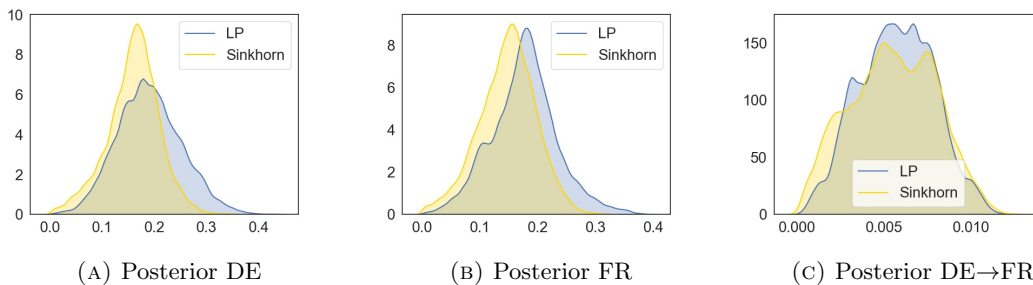 10
8
6
4
2
0
0.0 0.1 0.2 0.3 0.4
LP
Sinkhorn
(A) Posterior DE
8
6
4
2
0
0.0 0.1 0.2 0.3 0.4
LP
Sinkhorn
(B) Posterior FR
150
100
50
0
0.000 0.005 0.010
LP
Sinkhorn
(C) Posterior DE→FR